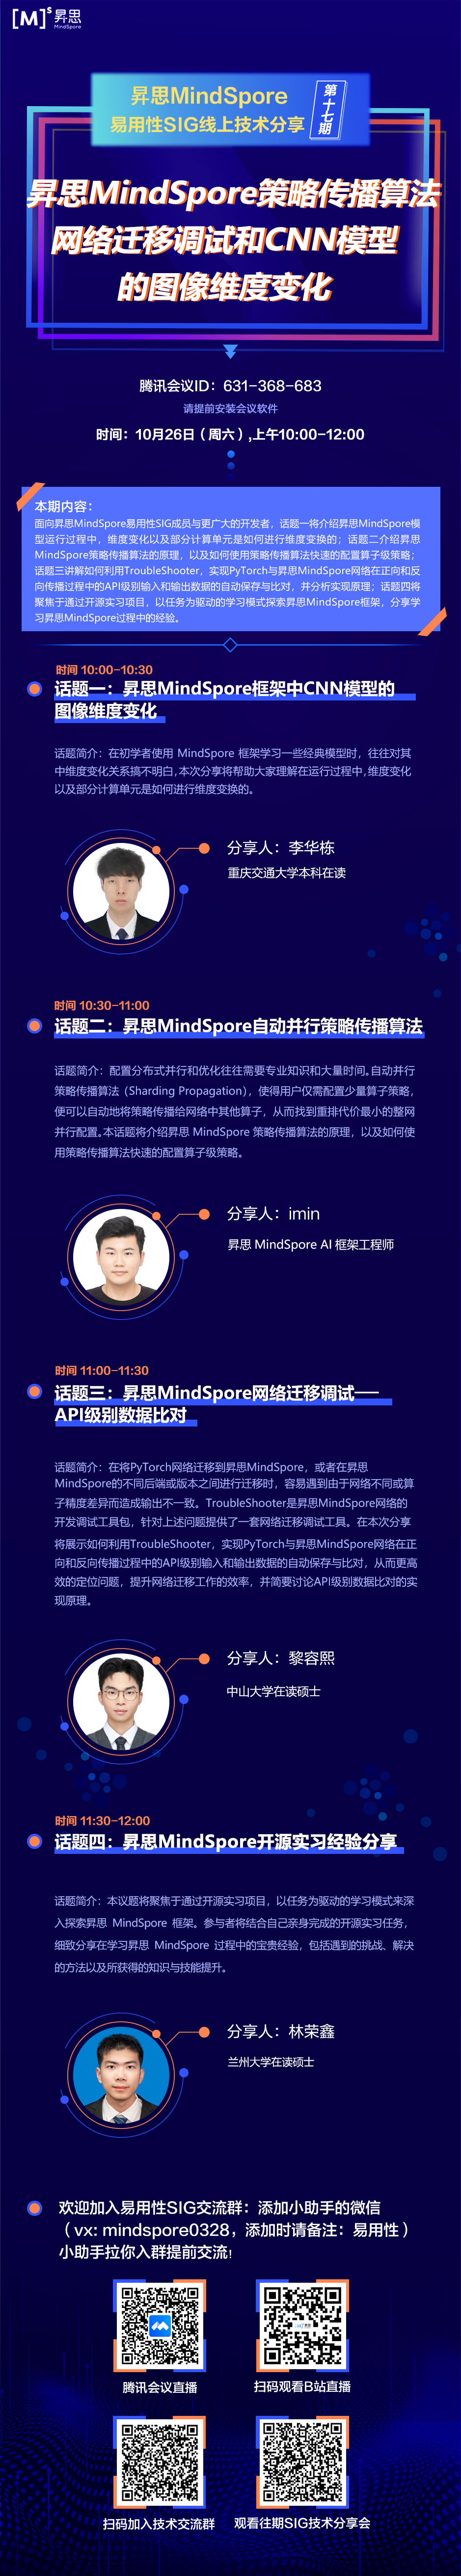 [M]ˢ 昇思
MindSpore
昇思MindSpore
易用性SIG线上技术分享
第十七期
昇思MindSpore策略传播算法
网络迁移调试和CNN模型
的图像维度变化
腾讯会议ID：631-368-683
请提前安装会议软件
时间：10月26日（周六）,上午10:00-12:00
本期内容：
面向昇思MindSpore易用性SIG成员与更广大的开发者，话题一将介绍昇思MindSpore模
型运行过程中，维度变化以及部分计算单元是如何进行维度变换的；话题二介绍昇思
MindSpore策略传播算法的原理，以及如何使用策略传播算法快速的配置算子级策略；
话题三讲解如何利用TroubleShooter，实现PyTorch与昇思MindSpore网络在正向和反
向传播过程中的API级别输入和输出数据的自动保存与比对，并分析实现原理；话题四将
聚焦于通过开源实习项目，以任务为驱动的学习模式探索昇思MindSpore框架，分享学
习昇思MindSpore过程中的经验。
时间 10:00-10:30
话题一：昇思MindSpore框架中CNN模型的
图像维度变化
话题简介：在初学者使用 MindSpore 框架学习一些经典模型时，往往对其
中维度变化关系搞不明白,本次分享将帮助大家理解在运行过程中,维度变化
以及部分计算单元是如何进行维度变换的。
分享人：李华栋
重庆交通大学本科在读
时间 10:30-11:00
话题二：昇思MindSpore自动并行策略传播算法
话题简介：配置分布式并行和优化往往需要专业知识和大量时间。自动并行
策略传播算法（Sharding Propagation），使得用户仅需配置少量算子策略，
便可以自动地将策略传播给网络中其他算子，从而找到重排代价最小的整网
并行配置。本话题将介绍昇思 MindSpore 策略传播算法的原理，以及如何使
用策略传播算法快速的配置算子级策略。
分享人：imin
昇思 MindSpore AI 框架工程师
时间 11:00-11:30
话题三：昇思MindSpore网络迁移调试——
API级别数据比对
话题简介：在将PyTorch网络迁移到昇思MindSpore，或者在昇思
MindSpore的不同后端或版本之间进行迁移时，容易遇到由于网络不同或算
子精度差异而造成输出不一致。TroubleShooter是昇思MindSpore网络的
开发调试工具包，针对上述问题提供了一套网络迁移调试工具。在本次分享
将展示如何利用TroubleShooter，实现PyTorch与昇思MindSpore网络在正
向和反向传播过程中的API级别输入和输出数据的自动保存与比对，从而更高
效的定位问题，提升网络迁移工作的效率，并简要讨论API级别数据比对的实
现原理。
分享人：黎容熙
中山大学在读硕士
时间 11:30-12:00
话题四：昇思MindSpore开源实习经验分享
话题简介：本议题将聚焦于通过开源实习项目，以任务为驱动的学习模式来深
入探索昇思 MindSpore 框架。参与者将结合自己亲身完成的开源实习任务，
细致分享在学习昇思 MindSpore 过程中的宝贵经验，包括遇到的挑战、解决
的方法以及所获得的知识与技能提升。
分享人：林荣鑫
兰州大学在读硕士
欢迎加入易用性SIG交流群：添加小助手的微信
（vx: mindspore0328，添加时请备注：易用性）
小助手拉你入群提前交流！
腾讯会议直播
扫码观看B站直播
扫码加入技术交流群
观看往期SIG技术分享会